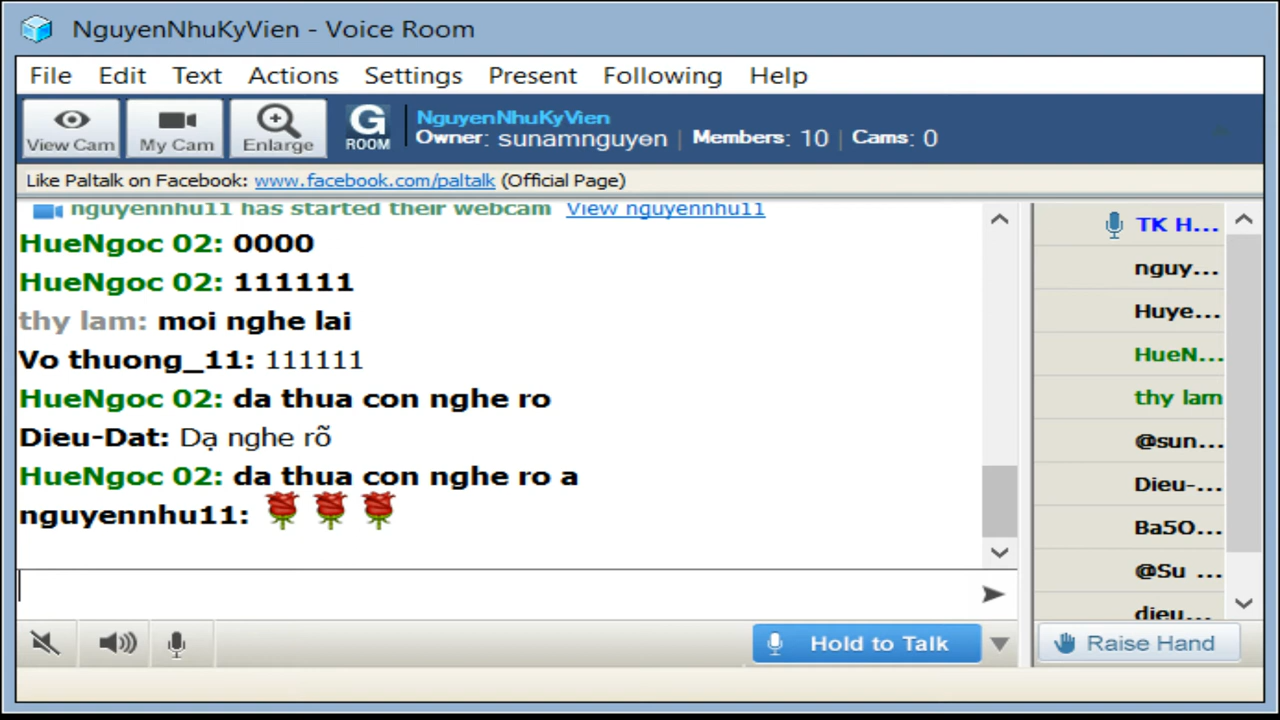 NguyenNhuKyVien - Voice Room
File Edit Text Actions Settings Present Following Help
View Cam My Cam Enlarge G ROOM
NguyenNhuKyVien
Owner: sunamnguyen | Members: 10 | Cams: 0
Like Paltalk on Facebook: www.facebook.com/paltalk (Official Page)
nguyennhu11 has started their webcam View nguyennhu11
HueNgoc 02: 0000
HueNgoc 02: 111111
thy lam: moi nghe lai
Vo thuong_11: 111111
HueNgoc 02: da thua con nghe ro
Dieu-Dat: Dạ nghe rõ
HueNgoc 02: da thua con nghe ro a
nguyennhu11:
TK H...
nguy...
Huye...
HueN...
thy lam
@sun...
Dieu-...
Ba5O...
@Su ...
dieu...
Hold to Talk
Raise Hand